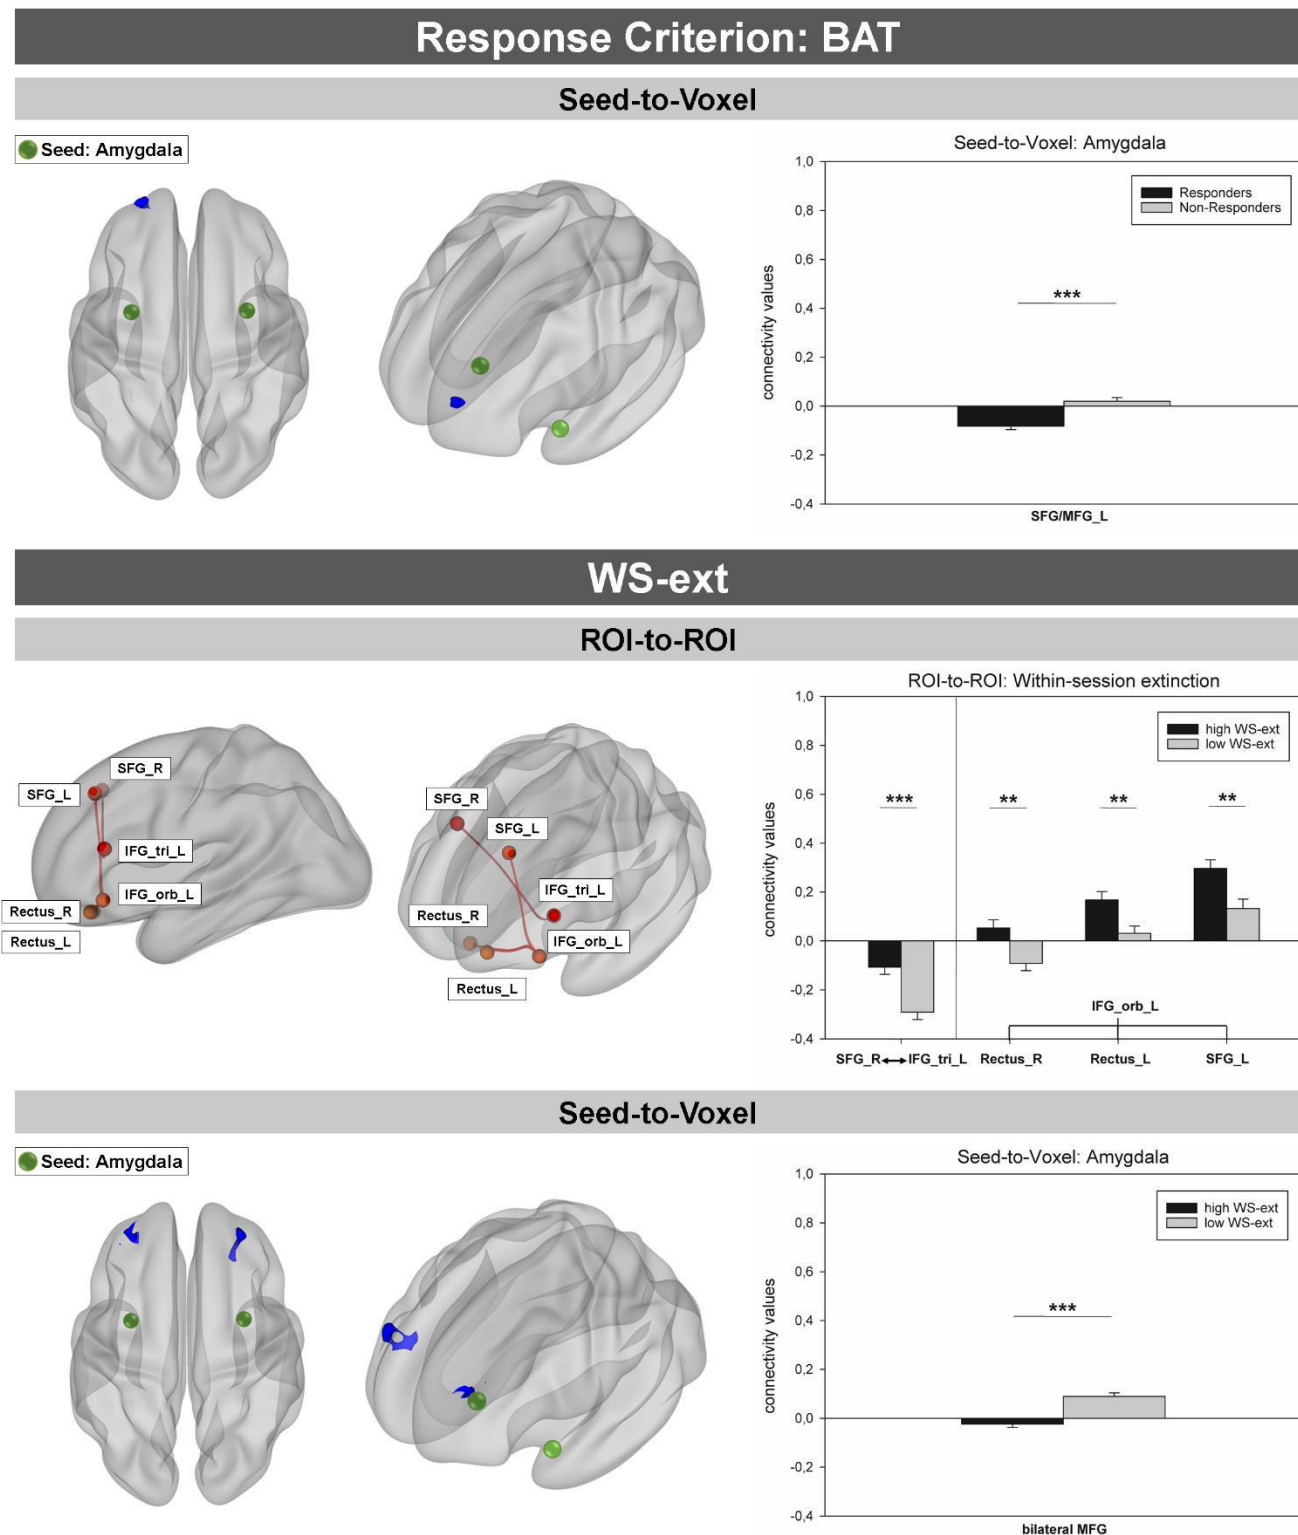 Response Criterion: BAT
Seed-to-Voxel
Seed: Amygdala
Seed-to-Voxel: Amygdala
1,0
0,8
0,6
0,4
0,2
0,0
-0,2
-0,4
connectivity values
Responders
Non-Responders
***
SFG/MFG_L
WS-ext
ROI-to-ROI
SFG_R
SFG_L
IFG_tri_L
IFG_orb_L
Rectus_R
Rectus_L
SFG_R
SFG_L
IFG_tri_L
Rectus_R
IFG_orb_L
Rectus_L
ROI-to-ROI: Within-session extinction
1,0
0,8
0,6
0,4
0,2
0,0
-0,2
-0,4
connectivity values
high WS-ext
low WS-ext
*** ** ** **
IFG_orb_L
SFG_R↔IFG_tri_L Rectus_R Rectus_L SFG_L
Seed-to-Voxel
Seed: Amygdala
Seed-to-Voxel: Amygdala
1,0
0,8
0,6
0,4
0,2
0,0
-0,2
-0,4
connectivity values
high WS-ext
low WS-ext
***
bilateral MFG